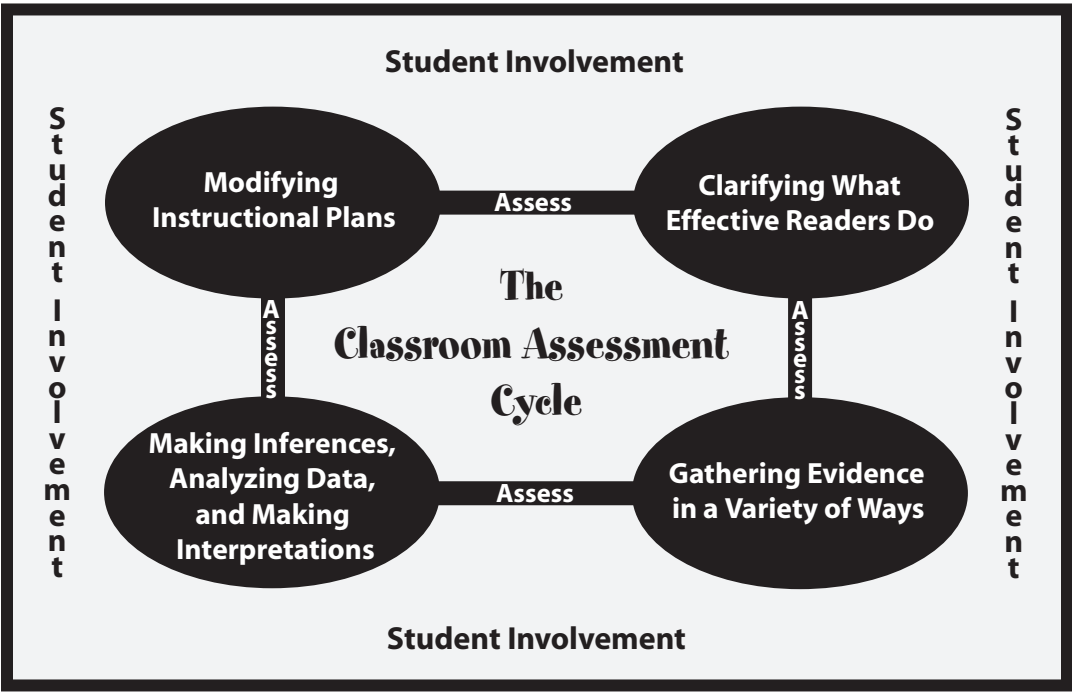 Student Involvement
Student Involvement
Modifying
Instructional Plans
Assess
Clarifying What
Effective Readers Do
Student Involvement
The
Classroom Assessment
Cycle
Assess
Assess
Making Inferences,
Analyzing Data,
and Making
Interpretations
Assess
Gathering Evidence
in a Variety of Ways
Student Involvement